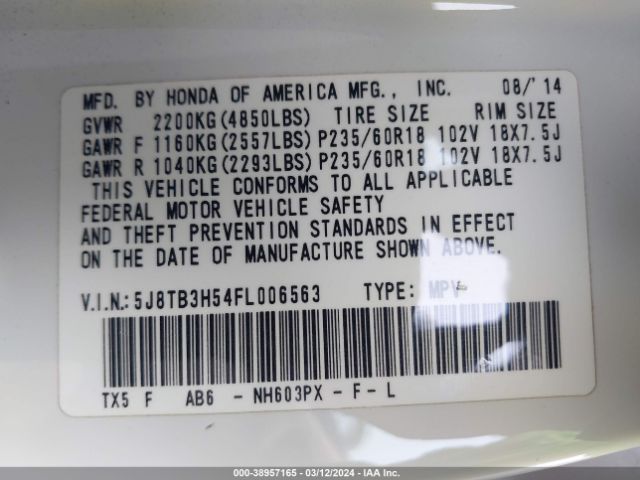 MFD. BY HONDA OF AMERICA MFG., INC. 08/'14
GVWR 2200KG(4850LBS) TIRE SIZE RIM SIZE
GAWR F 1160KG(2557LBS) P235/60R18 102V 18X7.5J
GAWR R 1040KG(2293LBS) P235/60R18 102V 18X7.5J
THIS VEHICLE CONFORMS TO ALL APPLICABLE
FEDERAL MOTOR VEHICLE SAFETY
AND THEFT PREVENTION STANDARDS IN EFFECT
ON THE DATE OF MANUFACTURE SHOWN ABOVE.
V.I.N.: 5J8TB3H54FL006563 TYPE: MPV
TX5 F AB6 - NH603PX - F - L
000-38957165 - 03/12/2024 - IAA Inc.